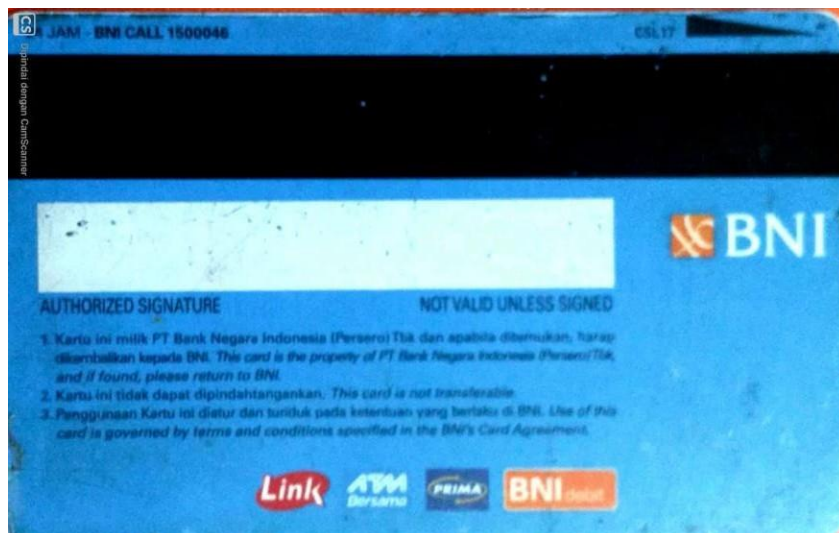 JAM - BNI CALL 1500046
CSL17
CS Dipindai dengan CamScanner
BNI
AUTHORIZED SIGNATURE NOT VALID UNLESS SIGNED
1. Kartu ini milik PT Bank Negara Indonesia (Persero) Tbk dan apabila ditemukan, harap
dikembalikan kepada BNI. This card is the property of PT Bank Negara Indonesia (Persero) Tbk,
and if found, please return to BNI.
2. Kartu ini tidak dapat dipindahtangankan. This card is not transferable.
3. Penggunaan Kartu ini diatur dan tunduk pada ketentuan yang berlaku di BNI. Use of this
card is governed by terms and conditions specified in the BNI's Card Agreement.
Link ATM Bersama PRIMA BNI debit